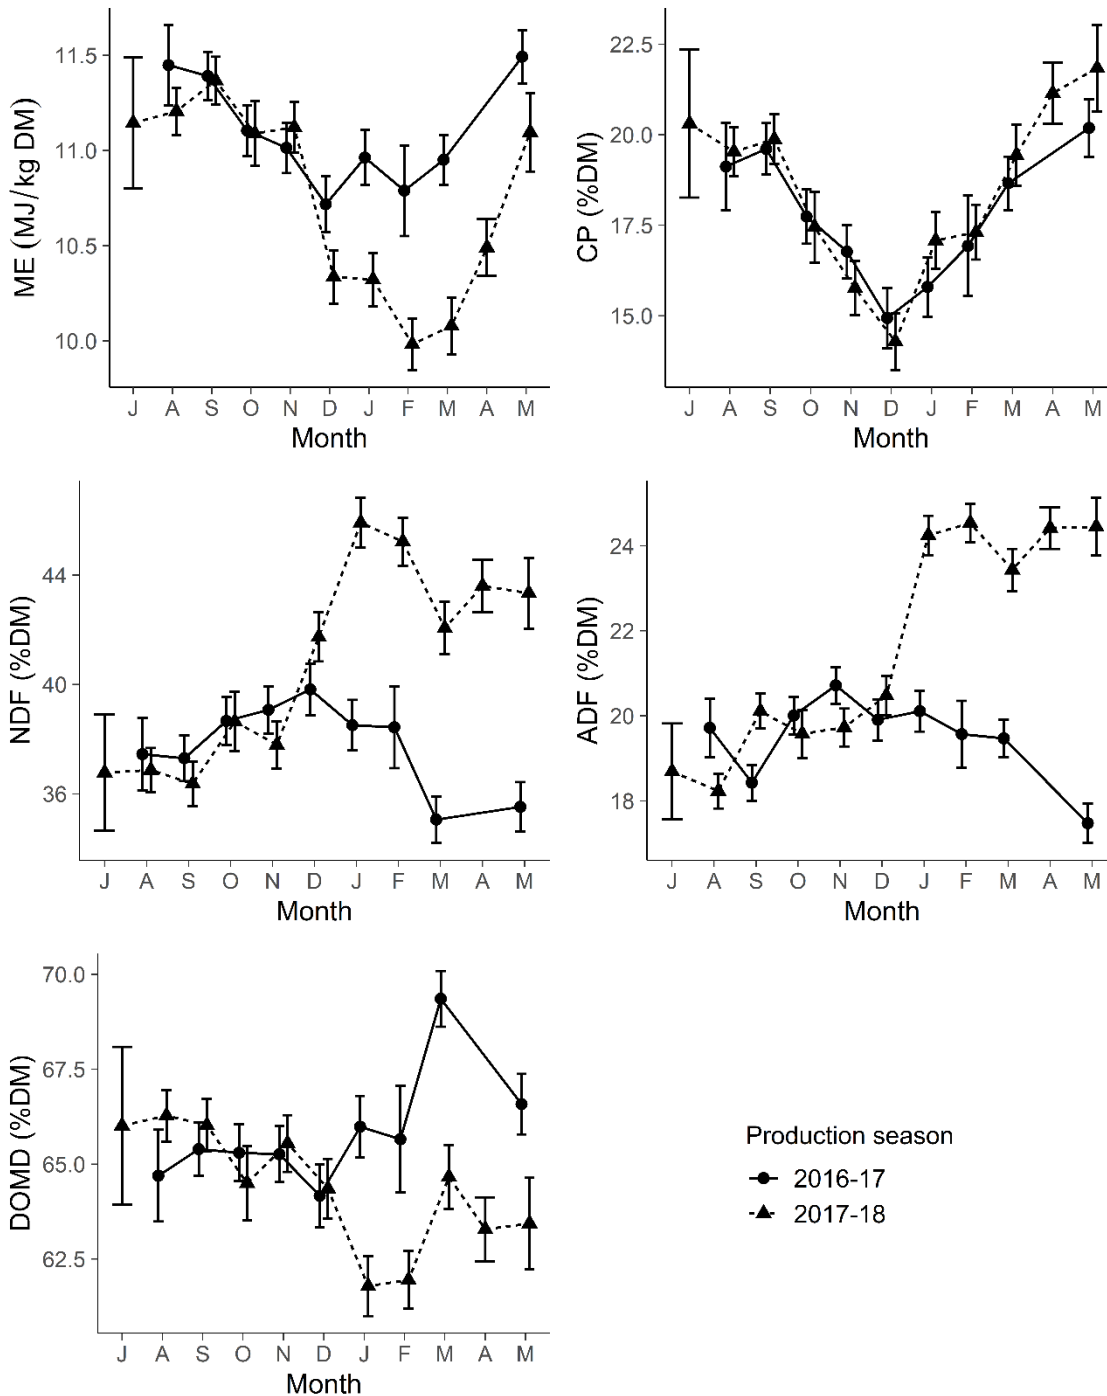 ME (MJ/kg DM)
11.5
11.0
10.5
10.0
J A S O N D J F M A M
Month
CP (%DM)
22.5
20.0
17.5
15.0
J A S O N D J F M A M
Month
NDF (%DM)
44
40
36
J A S O N D J F M A M
Month
ADF (%DM)
24
22
20
18
J A S O N D J F M A M
Month
DOMD (%DM)
70.0
67.5
65.0
62.5
J A S O N D J F M A M
Month
Production season
2016-17
2017-18